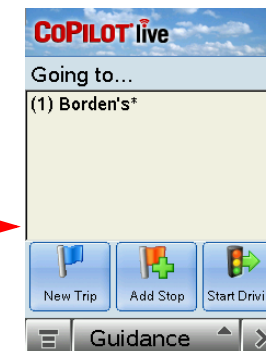 CoPILOT live
Going to...
(1) Borden's*
New Trip
Add Stop
Start Drivi
Guidance